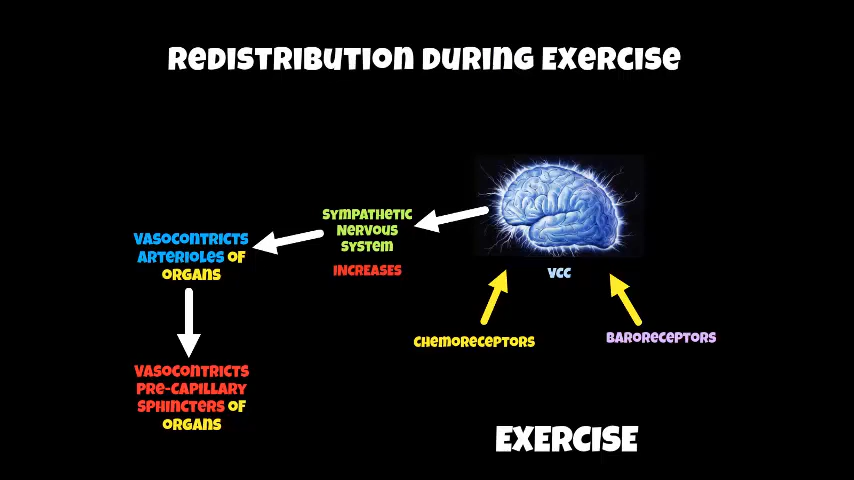 Redistribution during Exercise
Sympathetic
Nervous
System
Increases
Vasocontricts
Arterioles of
Organs
VCC
Chemoreceptors
Baroreceptors
Vasocontricts
Pre-Capillary
Sphincters of
Organs
EXERCISE